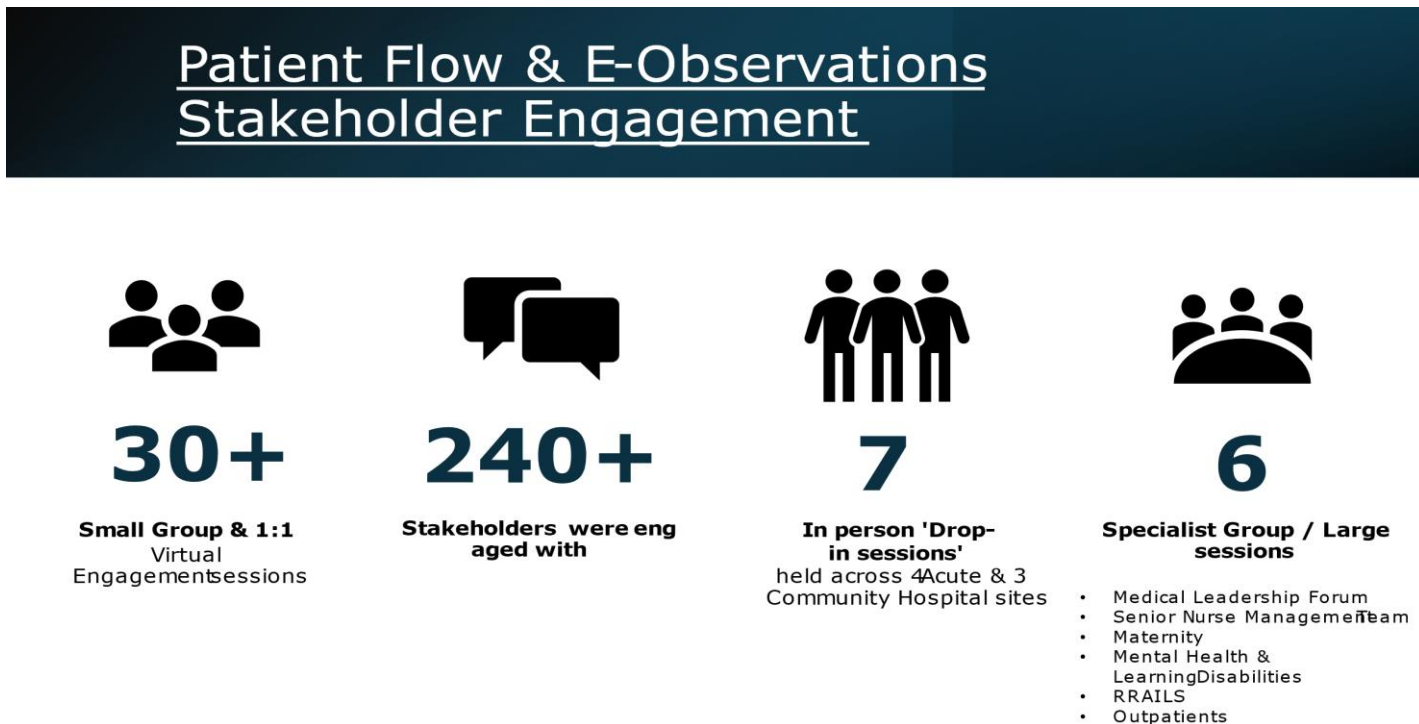 Patient Flow & E-Observations
Stakeholder Engagement
30+
Small Group & 1:1
Virtual
Engagementsessions
240+
Stakeholders were eng
aged with
7
In person 'Drop-
in sessions'
held across 4Acute & 3
Community Hospital sites
6
Specialist Group / Large
sessions
• Medical Leadership Forum
• Senior Nurse Management Team
• Maternity
• Mental Health &
LearningDisabilities
• RRAILS
• Outpatients